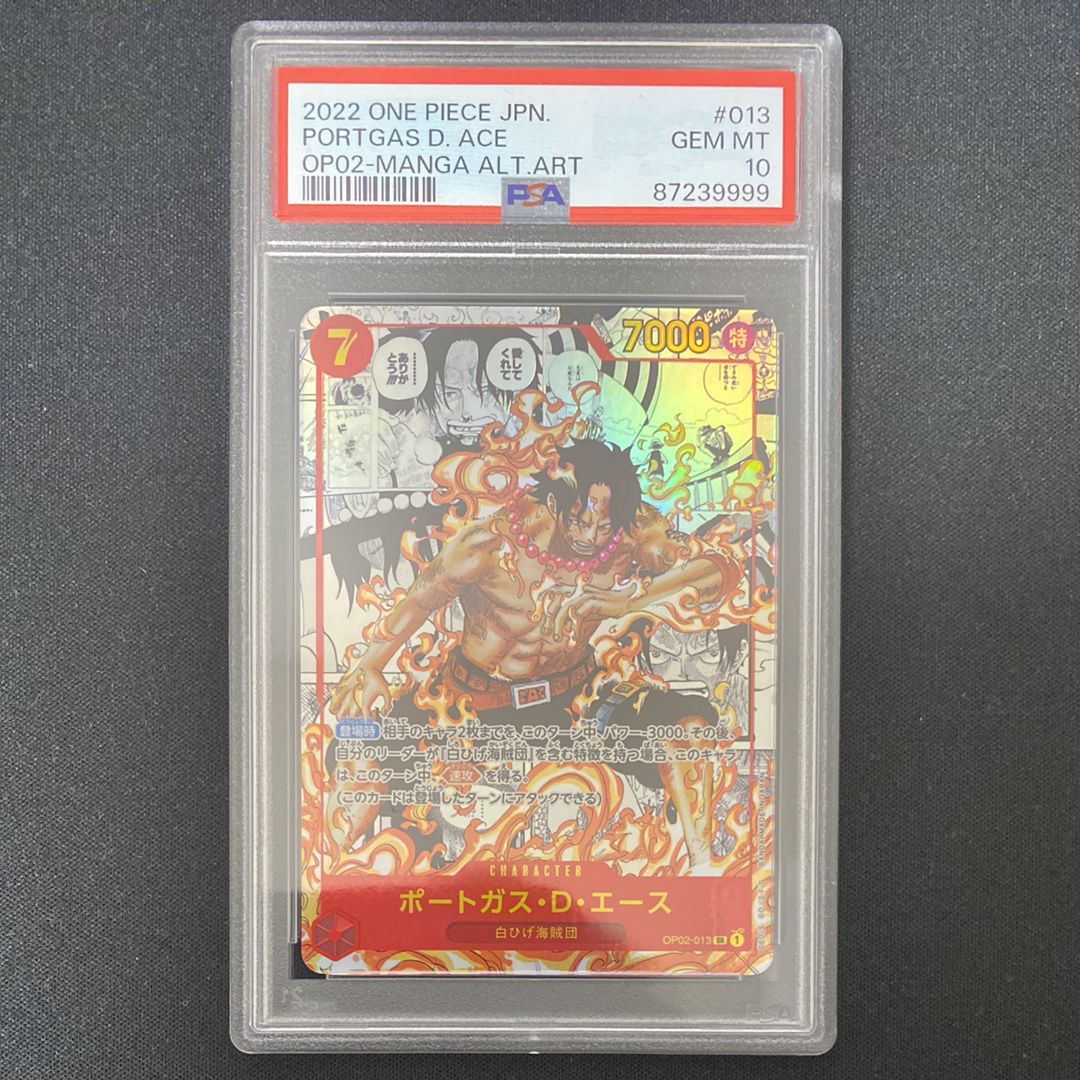 2022 ONE PIECE JPN.
#013
PORTGAS D. ACE
GEM MT
OP02-MANGA ALT.ART
10
PSA
87239999
7
7000
特
愛して
くれて
………
ありが
とう!!!
登場時 相手のキャラ2枚までを、このターン中、パワー-3000。その後、
自分のリーダーが『白ひげ海賊団』を含む特徴を持つ場合、このキャラ
は、このターン中、速攻を得る。
(このカードは登場したターンにアタックできる)
CHARACTER
ポートガス・D・エース
白ひげ海賊団
OP02-013 SR 1